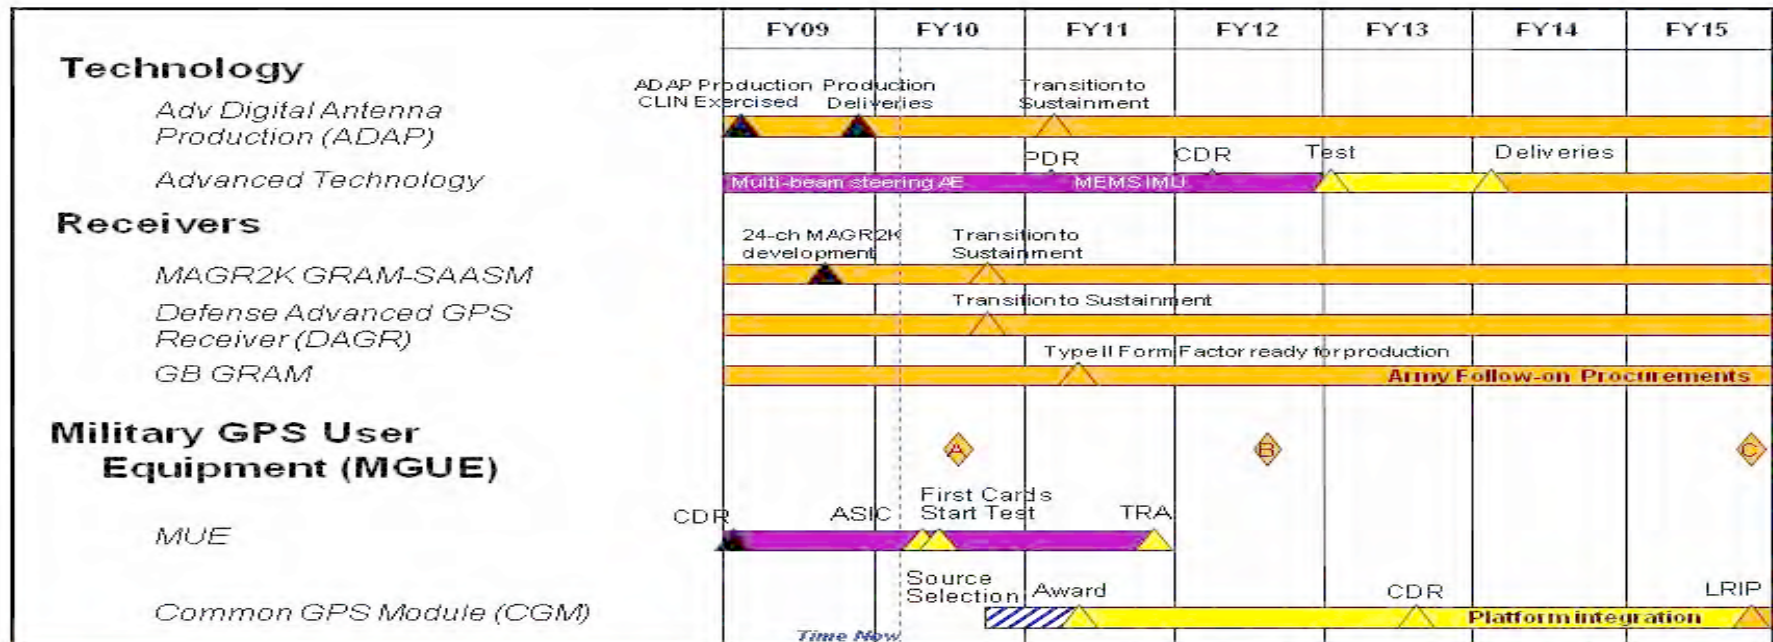 FY09 FY10 FY11 FY12 FY13 FY14 FY15
Technology
ADAP Production Production Transition to
CLIN Exercised Deliveries Sustainment
Adv Digital Antenna
Production (ADAP)
PDR CDR Test Deliveries
Advanced Technology
Multi-beam steering AE MEMS IMU
Receivers
24-ch MAGR2K Transition to
development Sustainment
MAGR2K GRAM-SAASM
Transition to Sustainment
Defense Advanced GPS
Receiver (DAGR)
Type II Form Factor ready for production
GB GRAM
Army Follow-on Procurements
Military GPS User
Equipment (MGUE)
A B C
First Cards
CDR ASIC Start Test TRA
MUE
Source
Selection Award CDR LRIP
Common GPS Module (CGM)
Platform integration
Time Now